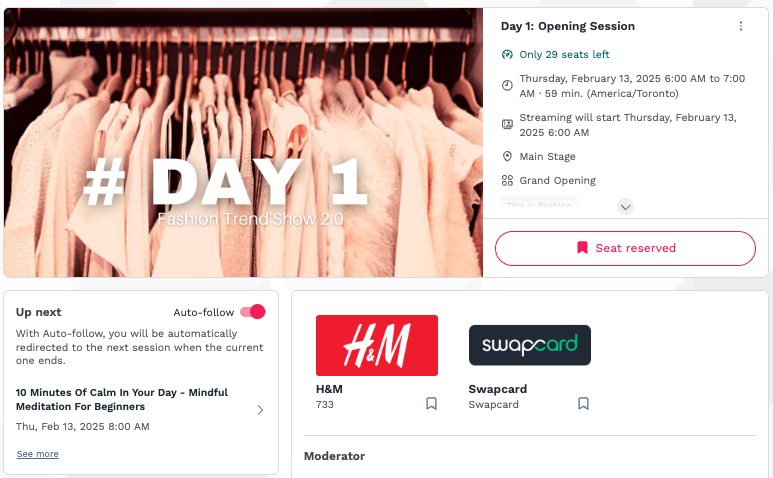 # DAY 1
Fashion Trend'Show 2.0
Day 1: Opening Session
Only 29 seats left
Thursday, February 13, 2025 6:00 AM to 7:00
AM · 59 min. (America/Toronto)
Streaming will start Thursday, February 13,
2025 6:00 AM
Main Stage
Grand Opening
This is Fashion
Seat reserved
Up next
Auto-follow
With Auto-follow, you will be automatically
redirected to the next session when the current
one ends.
10 Minutes Of Calm In Your Day - Mindful
Meditation For Beginners
Thu, Feb 13, 2025 8:00 AM
See more
H&M
swapcard
H&M
733
Swapcard
Swapcard
Moderator